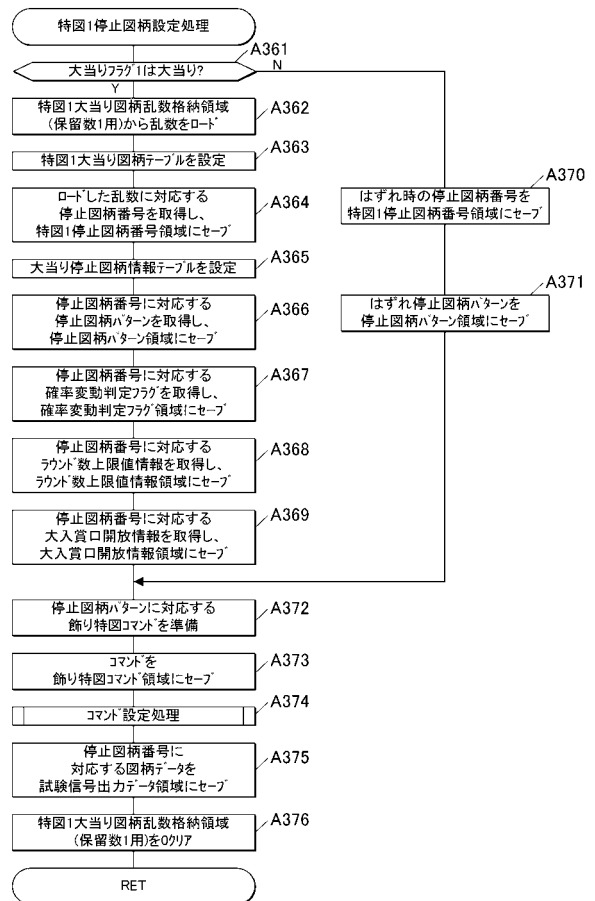 特図1停止図柄設定処理
A361
大当りフラグ1は大当り?
N
Y
特図1大当り図柄乱数格納領域
(保留数1用)から乱数をロード
A362
特図1大当り図柄テーブルを設定
A363
ロードした乱数に対応する
停止図柄番号を取得し、
特図1停止図柄番号領域にセーブ
A364
大当り停止図柄情報テーブルを設定
A365
停止図柄番号に対応する
停止図柄パターンを取得し、
停止図柄パターン領域にセーブ
A366
停止図柄番号に対応する
確率変動判定フラグを取得し、
確率変動判定フラグ領域にセーブ
A367
停止図柄番号に対応する
ラウンド数上限値情報を取得し、
ラウンド数上限値情報領域にセーブ
A368
停止図柄番号に対応する
大入賞口開放情報を取得し、
大入賞口開放情報領域にセーブ
A369
はずれ時の停止図柄番号を
特図1停止図柄番号領域にセーブ
A370
はずれ停止図柄パターンを
停止図柄パターン領域にセーブ
A371
停止図柄パターンに対応する
飾り特図コマンドを準備
A372
コマンドを
飾り特図コマンド領域にセーブ
A373
コマンド設定処理
A374
停止図柄番号に
対応する図柄データを
試験信号出力データ領域にセーブ
A375
特図1大当り図柄乱数格納領域
(保留数1用)を0クリア
A376
RET